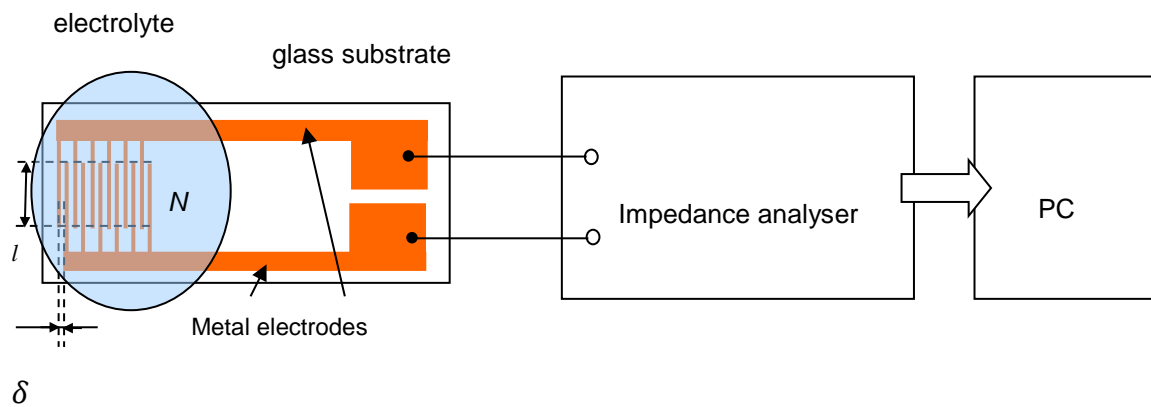 electrolyte
glass substrate
N
l
Impedance analyser
PC
Metal electrodes
δ